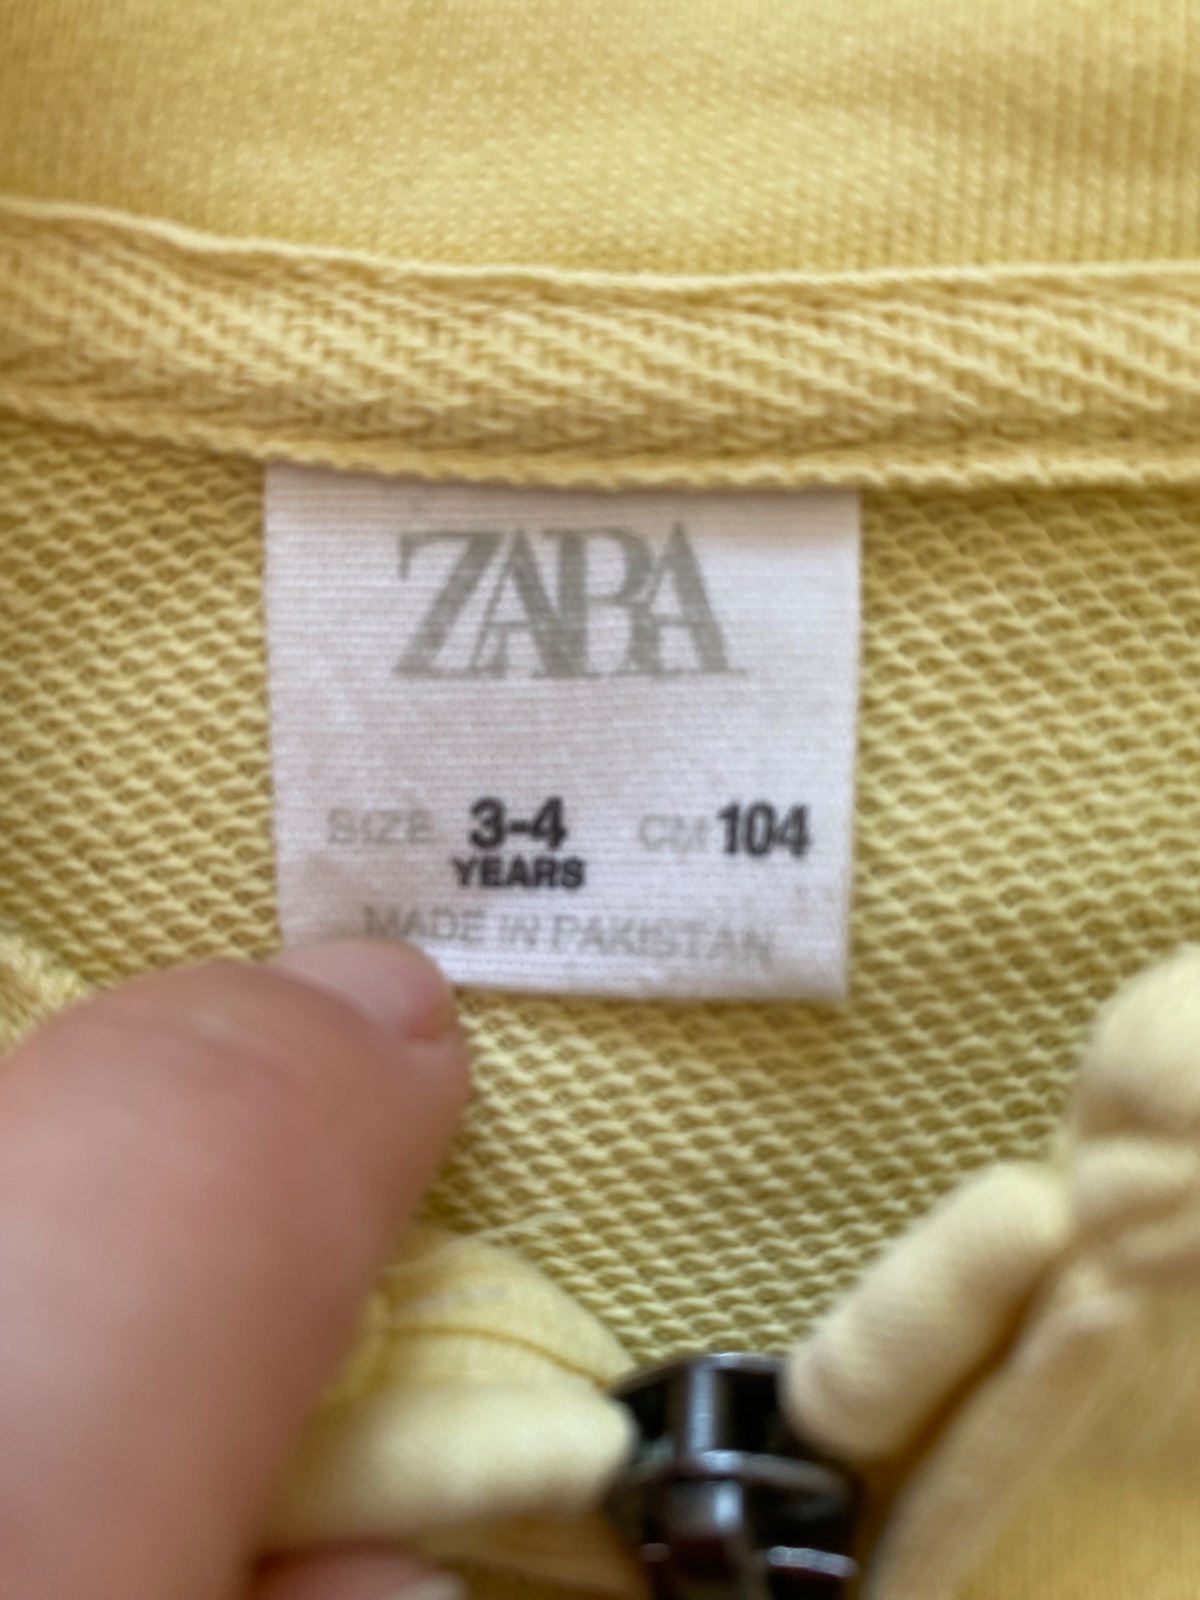 ZARA
SIZE 3-4 CM 104
YEARS
MADE IN PAKISTAN